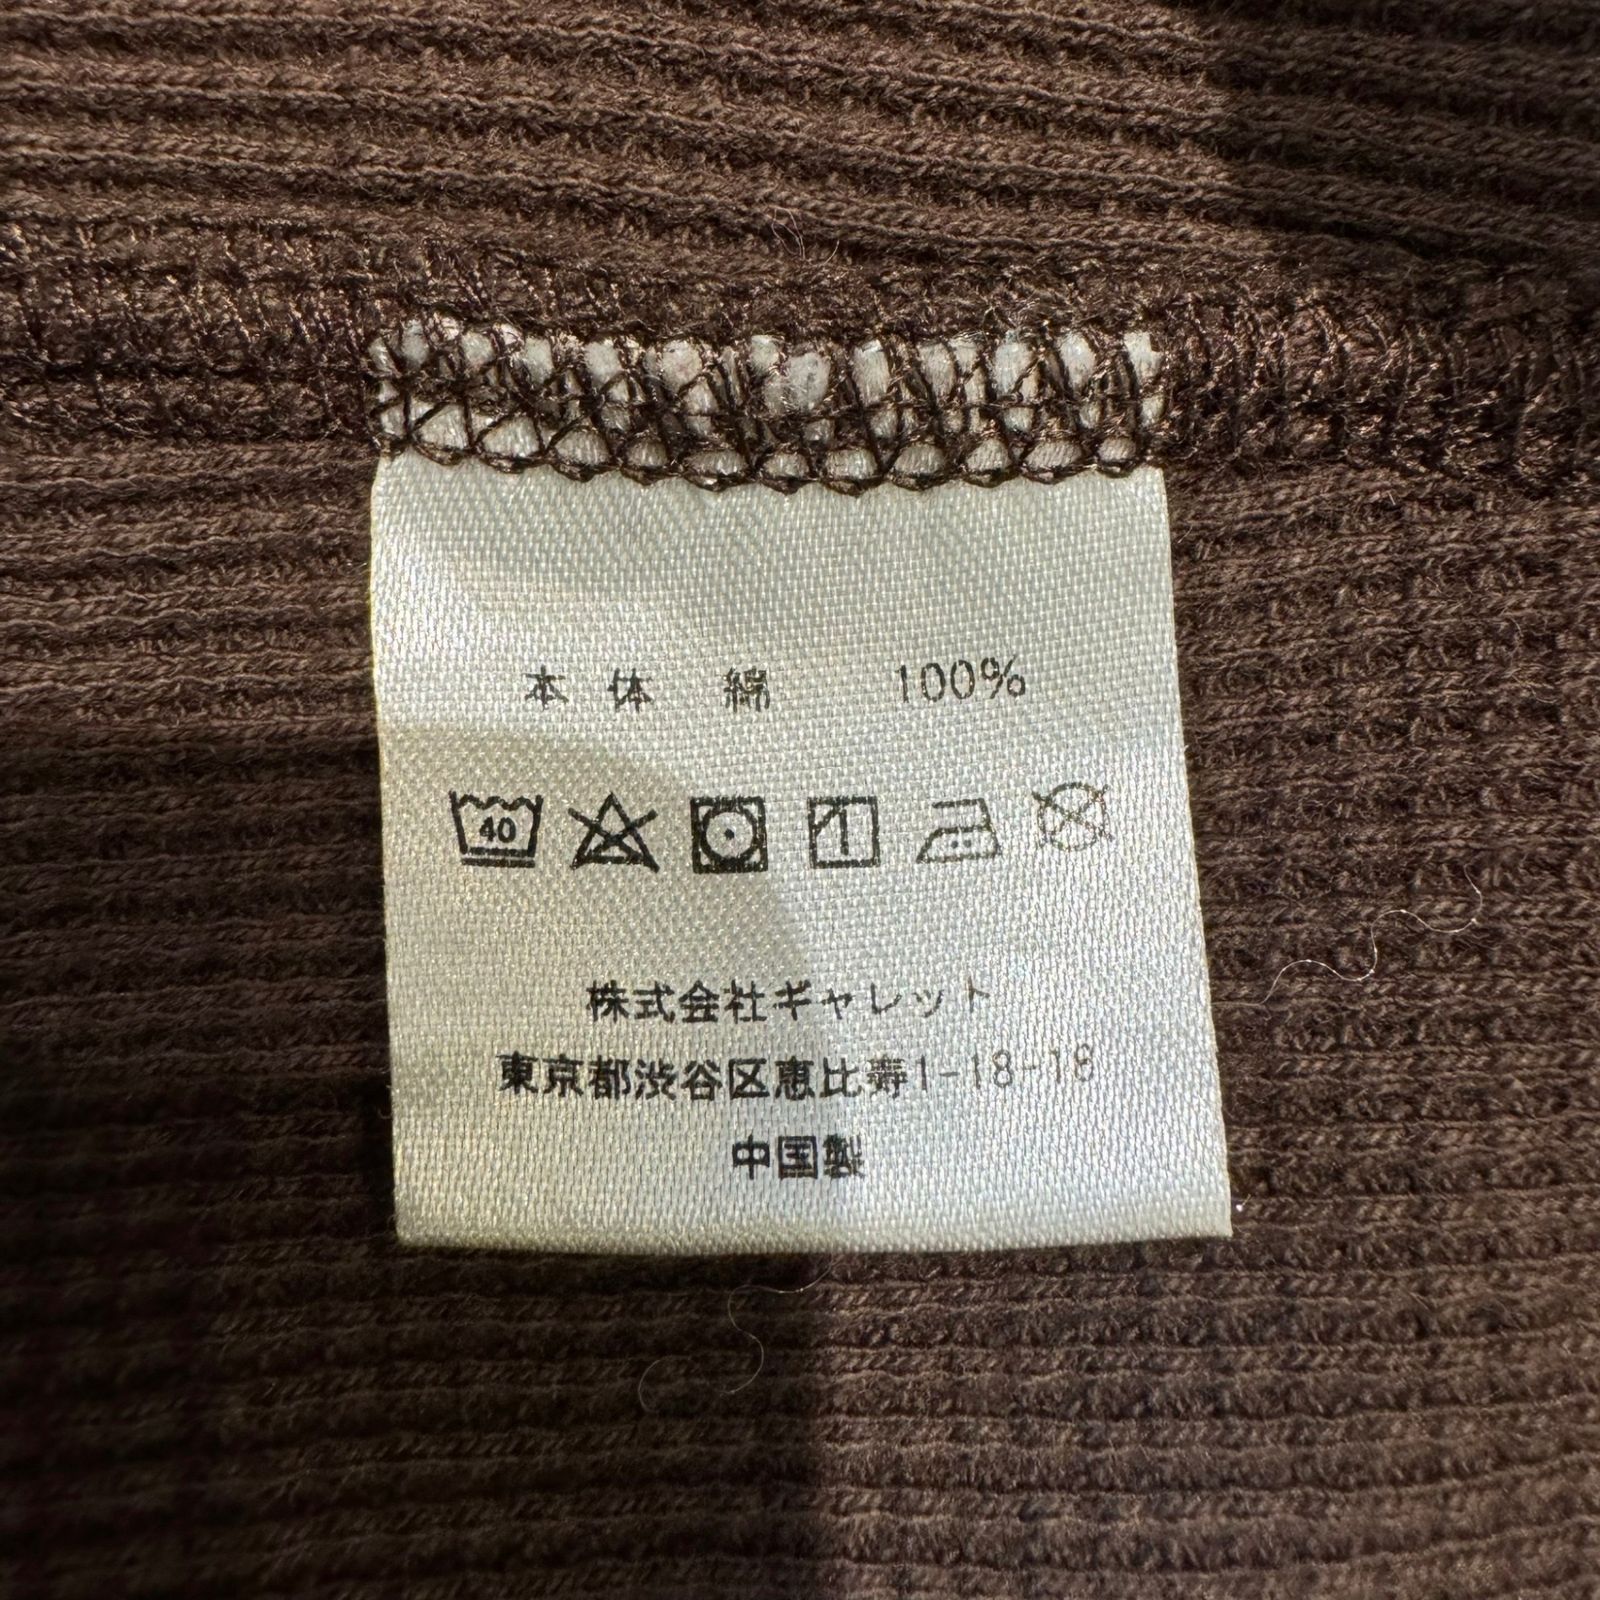 本体 綿 100%
40
株式会社ギャレット
東京都渋谷区恵比寿1-18-18
中国製